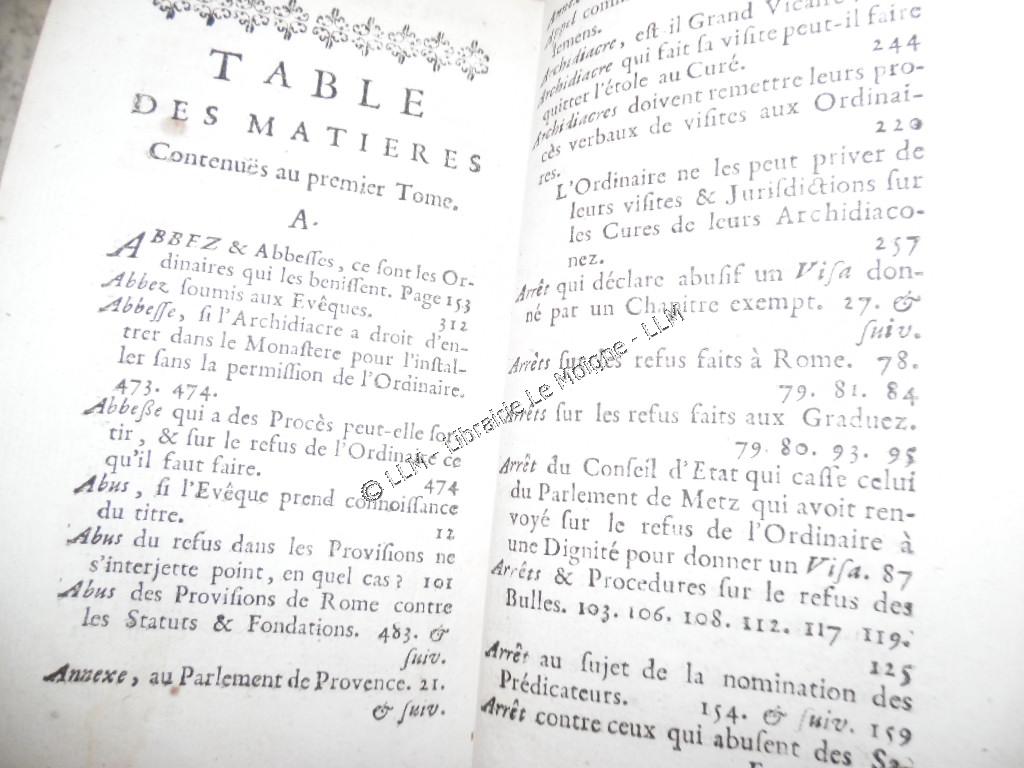 TABLE
DES MATIERES
Contenuës au premier Tome.
A.
ABBEZ & Abbesses, ce sont les Or-
dinaires qui les benissent. Page 153
Abbez soumis aux Evêques. 312
Abbesse, si l'Archidiacre a droit d'en-
trer dans le Monastere pour l'instal-
ler sans la permission de l'Ordinaire.
473. 474.
Abbesse qui a des Procès peut-elle sor-
tir, & sur le refus de l'Ordinaire ce
qu'il faut faire. 474
Abus, si l'Evêque prend connoissance
du titre. 12
Abus du refus dans les Provisions ne
s'interjette point, en quel cas? 101
Abus des Provisions de Rome contre
les Statuts & Fondations. 483. &
suiv.
Annexe, au Parlement de Provence. 21.
& suiv.
lemens.
Archidiacre, est-il Grand Vicaire
Archidiacre qui fait sa visite peut-il faire
quitter l'étole au Curé. 244
Archidiacres doivent remettre leurs pro-
cès verbaux de visites aux Ordinai-
res. 220
L'Ordinaire ne les peut priver de
leurs visites & Jurisdictions sur
les Cures de leurs Archidiaco-
nez. 257
Arrêt qui déclare abusif un Visa don-
né par un Chapitre exempt. 27. &
suiv.
Arrêts sur les refus faits à Rome. 78.
79. 81. 84
Arrêts sur les refus faits aux Graduez.
79. 80. 93. 95
Arrêt du Conseil d'Etat qui casse celui
du Parlement de Metz qui avoit ren-
voyé sur le refus de l'Ordinaire à
une Dignité pour donner un Visa. 87
Arrêts & Procedures sur le refus des
Bulles. 103. 106. 108. 112. 117 119.
125
Arrêt au sujet de la nomination des
Prédicateurs. 154. & suiv. 159
Arrêt contre ceux qui abusent des Sa-
© LLM - Librairie Le Moigne - LLM